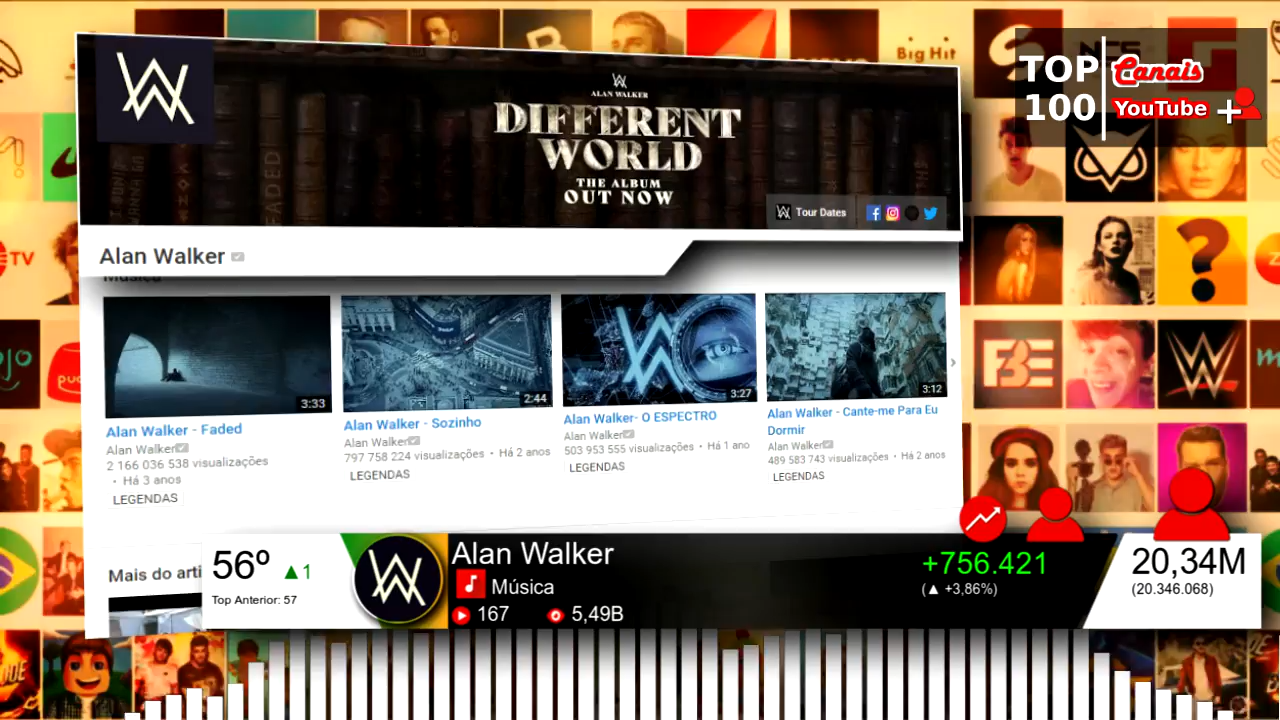 Big Hit
TOP
100
Canais
YouTube
ALAN WALKER
DIFFERENT
WORLD
THE ALBUM
OUT NOW
FADED
Tour Dates
TV
Alan Walker
Música
3:33
2:44
3:27
3:12
Alan Walker - Faded
Alan Walker
2 166 036 538 visualizações
• Há 3 anos
LEGENDAS
Alan Walker - Sozinho
Alan Walker
797 758 224 visualizações • Há 2 anos
LEGENDAS
Alan Walker- O ESPECTRO
Alan Walker
503 953 555 visualizações • Há 1 ano
LEGENDAS
Alan Walker - Cante-me Para Eu
Dormir
Alan Walker
489 583 743 visualizações • Há 2 anos
LEGENDAS
FBE
Mais do arti
56º
▲1
Top Anterior: 57
Alan Walker
Música
167
5,49B
+756.421
(▲ +3,86%)
20,34M
(20.346.068)